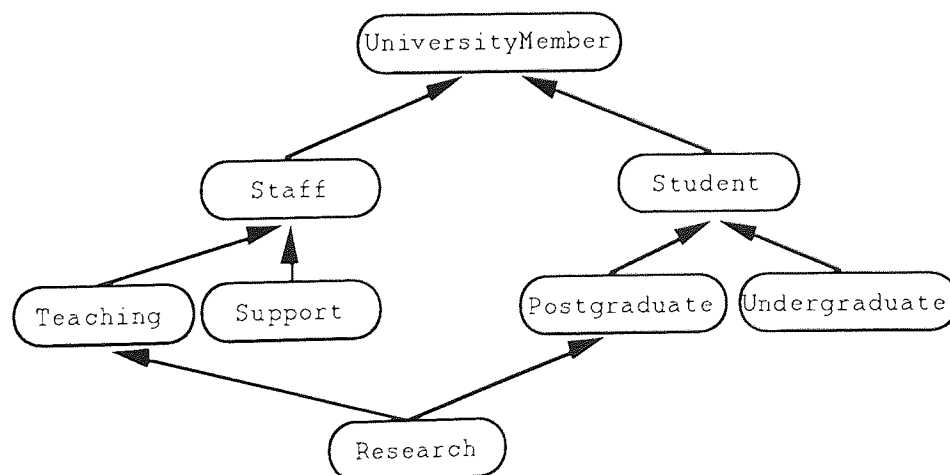 UniversityMember
Staff
Student
Teaching
Support
Postgraduate
Undergraduate
Research